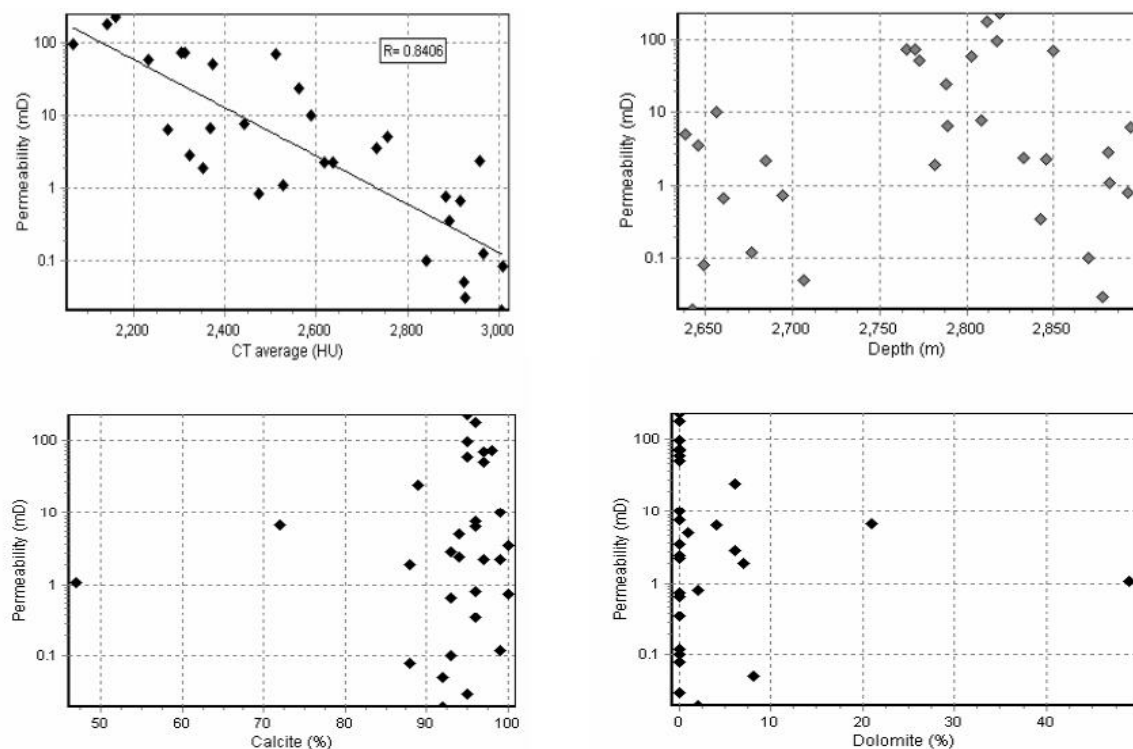 Permeability (mD)
100
10
1
0.1
R= 0.8406
2,200 2,400 2,600 2,800 3,000
CT average (HU)
Permeability (mD)
100
10
1
0.1
2,650 2,700 2,750 2,800 2,850
Depth (m)
Permeability (mD)
100
10
1
0.1
50 60 70 80 90 100
Calcite (%)
Permeability (mD)
100
10
1
0.1
0 10 20 30 40
Dolomite (%)